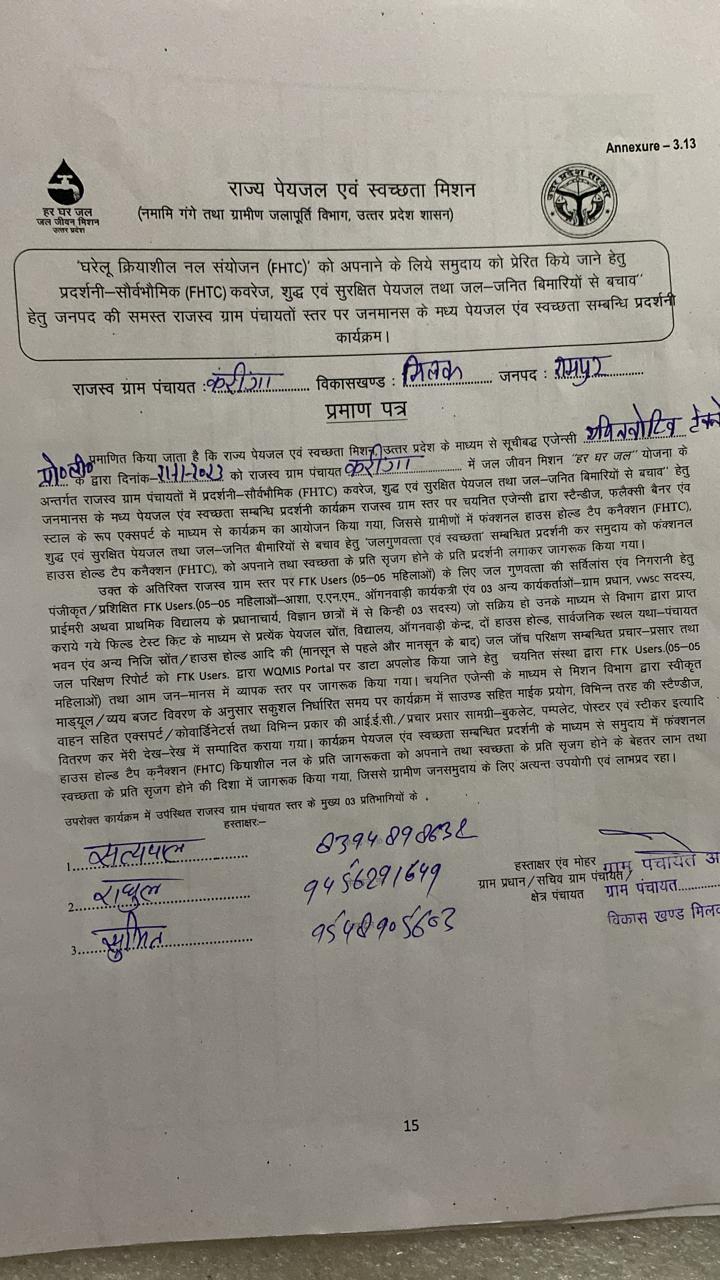 Annexure – 3.13
हर घर जल
जल जीवन मिशन
उत्तर प्रदेश
राज्य पेयजल एवं स्वच्छता मिशन
(नमामि गंगे तथा ग्रामीण जलापूर्ति विभाग, उत्तर प्रदेश शासन)
उत्तर प्रदेश सरकार
'घरेलू क्रियाशील नल संयोजन (FHTC)' को अपनाने के लिये समुदाय को प्रेरित किये जाने हेतु
प्रदर्शनी–सौर्वभौमिक (FHTC) कवरेज, शुद्ध एवं सुरक्षित पेयजल तथा जल–जनित बिमारियों से बचाव"
हेतु जनपद की समस्त राजस्व ग्राम पंचायतों स्तर पर जनमानस के मध्य पेयजल एंव स्वच्छता सम्बन्धि प्रदर्शनी
कार्यक्रम।
राजस्व ग्राम पंचायत : करींगा विकासखण्ड : मिलक जनपद : रामपुर
प्रमाण पत्र
प्रमाणित किया जाता है कि राज्य पेयजल एवं स्वच्छता मिशन, उत्तर प्रदेश के माध्यम से सूचीबद्ध एजेन्सी
प्रा०ली० के द्वारा दिनांक– को राजस्व ग्राम पंचायत करींगा में जल जीवन मिशन "हर घर जल" योजना के
अन्तर्गत राजस्व ग्राम पंचायतों में प्रदर्शनी–सौर्वभौमिक (FHTC) कवरेज, शुद्ध एवं सुरक्षित पेयजल तथा जल–जनित बिमारियों से बचाव" हेतु
जनमानस के मध्य पेयजल एंव स्वच्छता सम्बन्धि प्रदर्शनी कार्यक्रम राजस्व ग्राम स्तर पर चयनित एजेन्सी द्वारा स्टैन्डीज, फलैक्सी बैनर एंव
स्टाल के रूप एक्सपर्ट के माध्यम से कार्यक्रम का आयोजन किया गया, जिससे ग्रामीणों में फंक्शनल हाउस होल्ड टैप कनैक्शन (FHTC),
शुद्ध एवं सुरक्षित पेयजल तथा जल–जनित बीमारियों से बचाव हेतु 'जलगुणवत्ता एवं स्वच्छता' सम्बन्धित प्रदर्शनी कर समुदाय को फंक्शनल
हाउस होल्ड टैप कनैक्शन (FHTC), को अपनाने तथा स्वच्छता के प्रति सृजग होने के प्रति प्रदर्शनी लगाकर जागरूक किया गया।
उक्त के अतिरिक्त राजस्व ग्राम स्तर पर FTK Users (05–05 महिलाओं) के लिए जल गुणवत्ता की सर्विलांस एंव निगरानी हेतु
पंजीकृत/प्रशिक्षित FTK Users.(05–05 महिलाओं–आशा, ए.एन.एम., ऑगनवाड़ी कार्यकत्री एंव 03 अन्य कार्यकर्ताओं–ग्राम प्रधान, vwsc सदस्य,
प्राईमरी अथवा प्राथमिक विद्यालय के प्रधानाचार्य, विज्ञान छात्रों में से किन्ही 03 सदस्य) जो सक्रिय हो उनके माध्यम से विभाग द्वारा प्राप्त
कराये गये फिल्ड टेस्ट किट के माध्यम से प्रत्येक पेयजल स्रोंत, विद्यालय, ऑगनवाड़ी केन्द्र, दों हाउस होल्ड, सार्वजनिक स्थल यथा–पंचायत
भवन एंव अन्य निजि स्रोंत/हाउस होल्ड आदि की (मानसून से पहले और मानसून के बाद) जल जॉच परिक्षण सम्बन्धित प्रचार–प्रसार तथा
जल परिक्षण रिपोर्ट को FTK Users. द्वारा WQMIS Portal पर डाटा अपलोड किया जाने हेतु चयनित संस्था द्वारा FTK Users.(05–05
महिलाओं) तथा आम जन–मानस में व्यापक स्तर पर जागरूक किया गया। चयनित एजेन्सी के माध्यम से मिशन विभाग द्वारा स्वीकृत
माड्यूल/व्यय बजट विवरण के अनुसार सकुशल निर्धारित समय पर कार्यक्रम में साउण्ड सहित माईक प्रयोग, विभिन्न तरह की स्टैण्डीज,
वाहन सहित एक्सपर्ट/कोवार्डिनेटर्स तथा विभिन्न प्रकार की आई.ई.सी./प्रचार प्रसार सामग्री–बुकलेट, पम्पलेट, पोस्टर एंव स्टीकर इत्यादि
वितरण कर मेरी देख–रेख में सम्पादित कराया गया। कार्यक्रम पेयजल एंव स्वच्छता सम्बन्धित प्रदर्शनी के माध्यम से समुदाय में फंक्शनल
हाउस होल्ड टैप कनैक्शन (FHTC) कियाशील नल के प्रति जागरूकता को अपनाने तथा स्वच्छता के प्रति सृजग होने के बेहतर लाभ तथा
स्वच्छता के प्रति सृजग होने की दिशा में जागरूक किया गया, जिससे ग्रामीण जनसमुदाय के लिए अत्यन्त उपयोगी एवं लाभप्रद रहा।
उपरोक्त कार्यक्रम में उपस्थित राजस्व ग्राम पंचायत स्तर के मुख्य 03 प्रतिभागियों के
हस्ताक्षर:–
1. सत्यपाल 8394898632
2. राधुल 9456291649
3. सुमित 9548905603
हस्ताक्षर एंव मोहर
ग्राम प्रधान/सचिव ग्राम पंचायत/
क्षेत्र पंचायत
ग्राम पंचायत
ग्राम पंचायत
विकास खण्ड मिलक
15